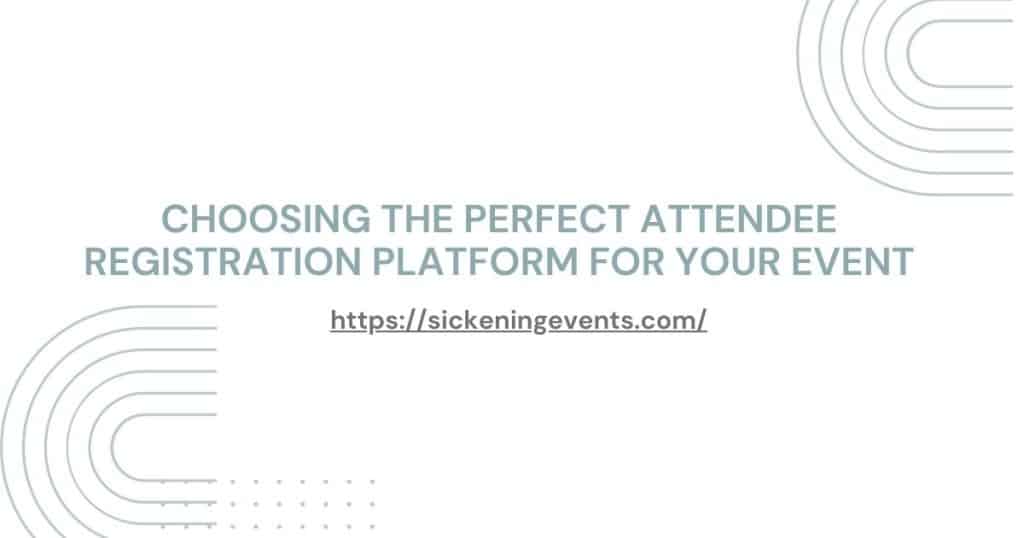 CHOOSING THE PERFECT ATTENDEE
REGISTRATION PLATFORM FOR YOUR EVENT
https://sickeningevents.com/